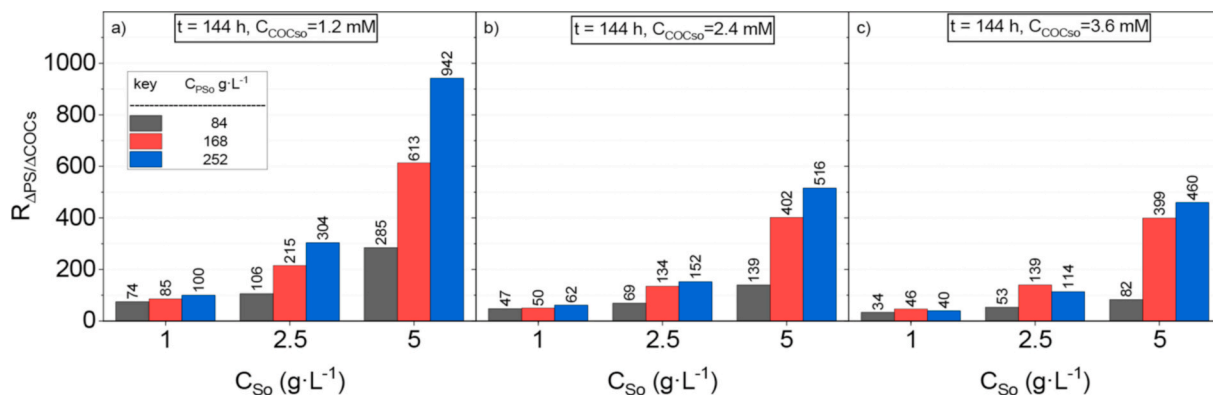 a)
t = 144 h, C_COCso=1.2 mM
b)
t = 144 h, C_COCso=2.4 mM
c)
t = 144 h, C_COCso=3.6 mM
R_ΔPS/ΔCOCs
1000
800
600
400
200
0
key C_PSo g·L⁻¹
84
168
252
74
85
100
106
215
304
285
613
942
47
50
62
69
134
152
139
402
516
34
46
40
53
139
114
82
399
460
1 2.5 5
1 2.5 5
1 2.5 5
C_So (g·L⁻¹)
C_So (g·L⁻¹)
C_So (g·L⁻¹)